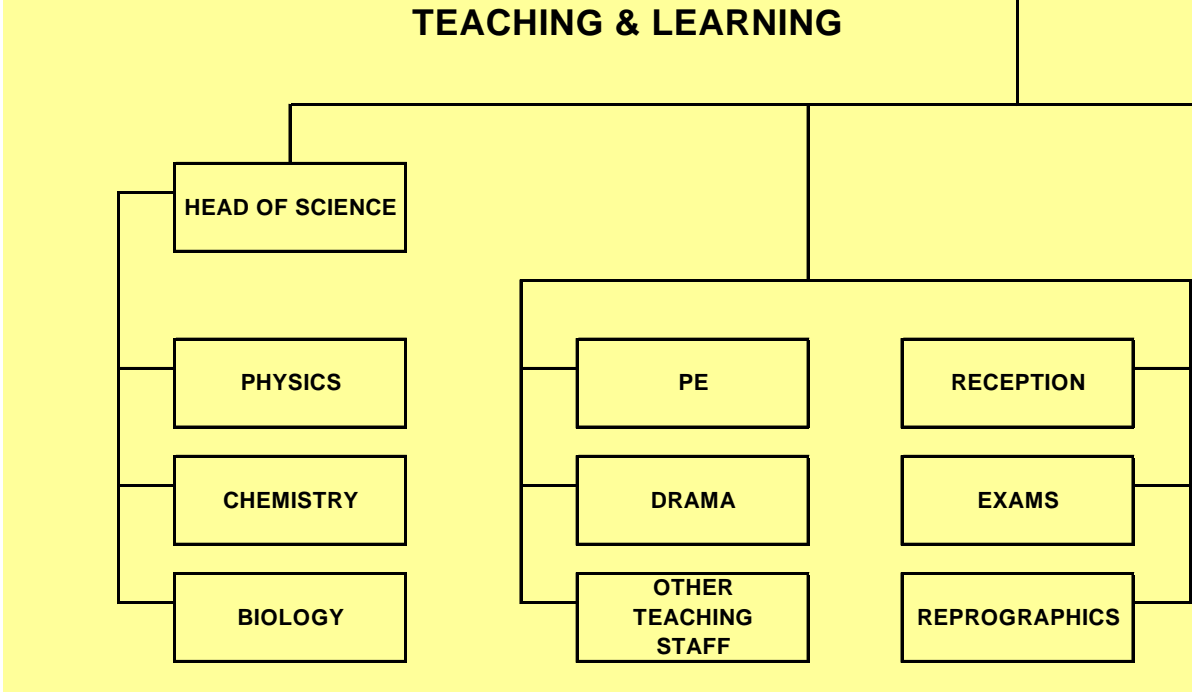 TEACHING & LEARNING
HEAD OF SCIENCE
PHYSICS
PE
RECEPTION
CHEMISTRY
DRAMA
EXAMS
BIOLOGY
OTHER
TEACHING
STAFF
REPROGRAPHICS